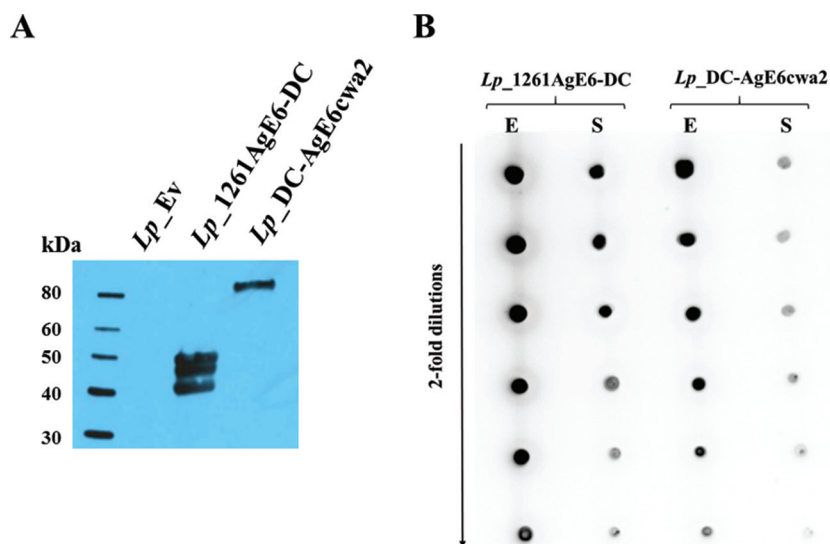 A
Lp_Ev
Lp_1261AgE6-DC
Lp_DC-AgE6cwa2
kDa
80
60
50
40
30
B
Lp_1261AgE6-DC Lp_DC-AgE6cwa2
E S E S
2-fold dilutions